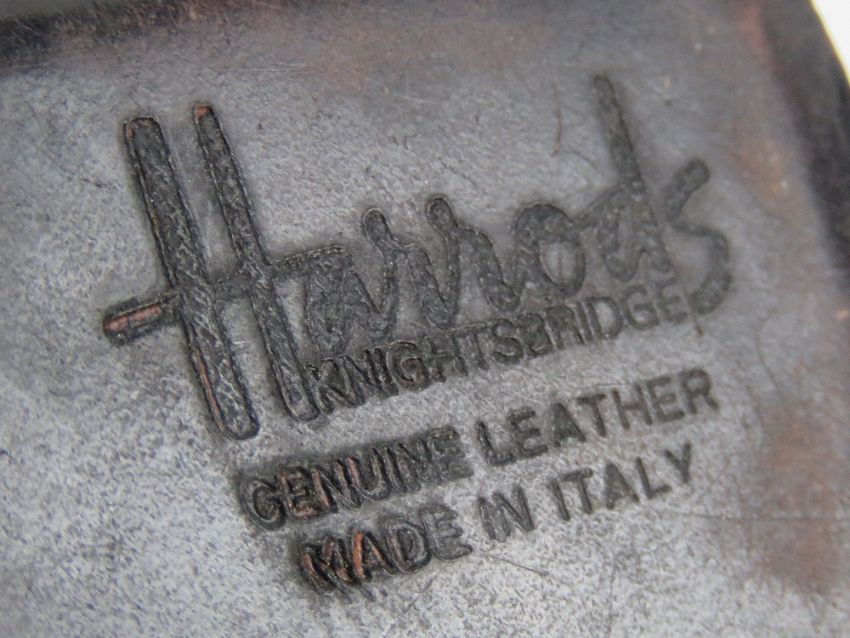 Harrods
KNIGHTSBRIDGE
GENUINE LEATHER
MADE IN ITALY